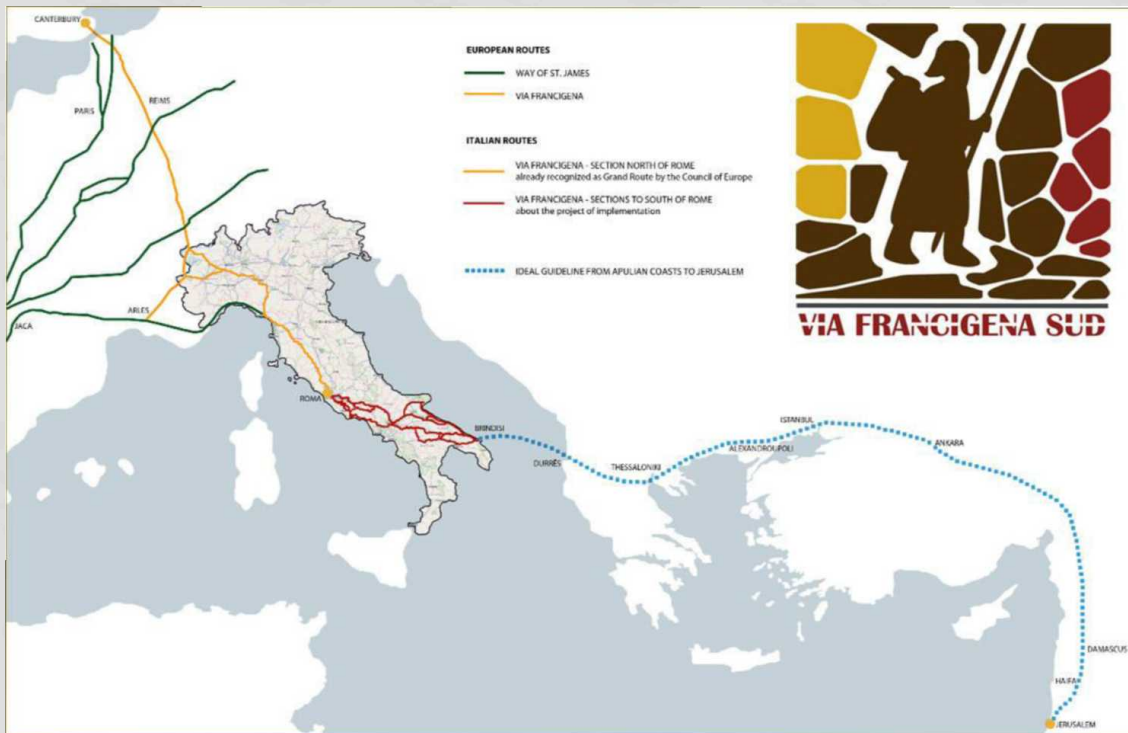 CANTERBURY
PARIS
REIMS
ARLES
JACA
ROMA
BRINDISI
DURRËS
THESSALONIKI
ALEXANDROUPOLI
ISTANBUL
ANKARA
DAMASCUS
HAIFA
JERUSALEM
EUROPEAN ROUTES
WAY OF ST. JAMES
VIA FRANCIGENA
ITALIAN ROUTES
VIA FRANCIGENA - SECTION NORTH OF ROME
already recognized as Grand Route by the Council of Europe
VIA FRANCIGENA - SECTIONS TO SOUTH OF ROME
about the project of implementation
IDEAL GUIDELINE FROM APULIAN COASTS TO JERUSALEM
VIA FRANCIGENA SUD